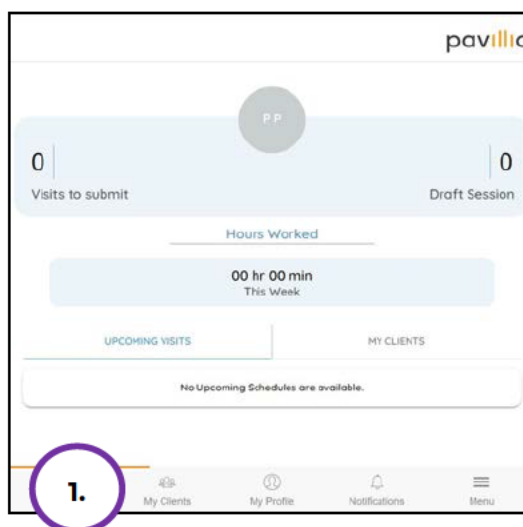 pavillio
PP
0
0
Visits to submit
Draft Session
Hours Worked
00 hr 00 min
This Week
UPCOMING VISITS
MY CLIENTS
No Upcoming Schedules are available.
1.
My Clients
My Profile
Notifications
Menu